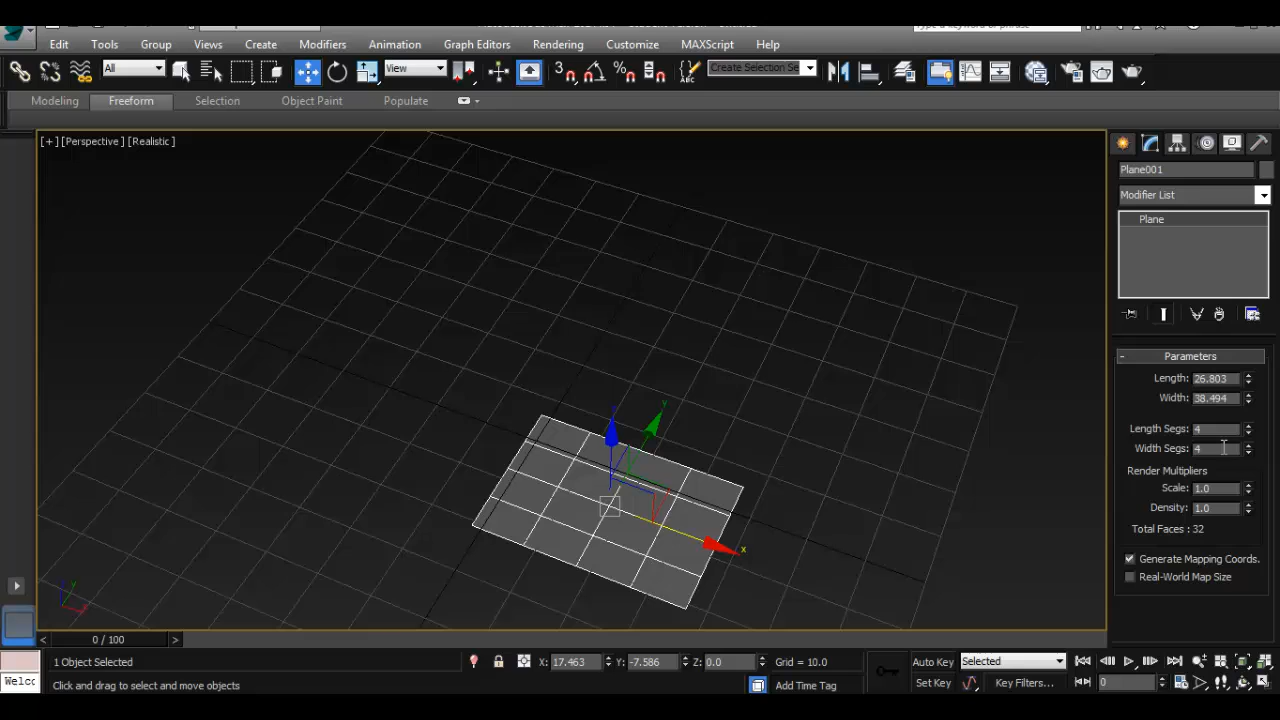 Edit Tools Group Views Create Modifiers Animation Graph Editors Rendering Customize MAXScript Help
All View Create Selection Se
3 % ABC
Modeling Freeform Selection Object Paint Populate
[+] [Perspective] [Realistic]
Plane001
Modifier List
Plane
- Parameters
Length: 26.803
Width: 38.494
Length Segs: 4
Width Segs: 4
Render Multipliers
Scale: 1.0
Density: 1.0
Total Faces : 32
Generate Mapping Coords.
Real-World Map Size
y
x
< 0 / 100 >
1 Object Selected X: 17.463 Y: -7.586 Z: 0.0 Grid = 10.0 Auto Key Selected
Welc Click and drag to select and move objects Add Time Tag Set Key Key Filters... 0